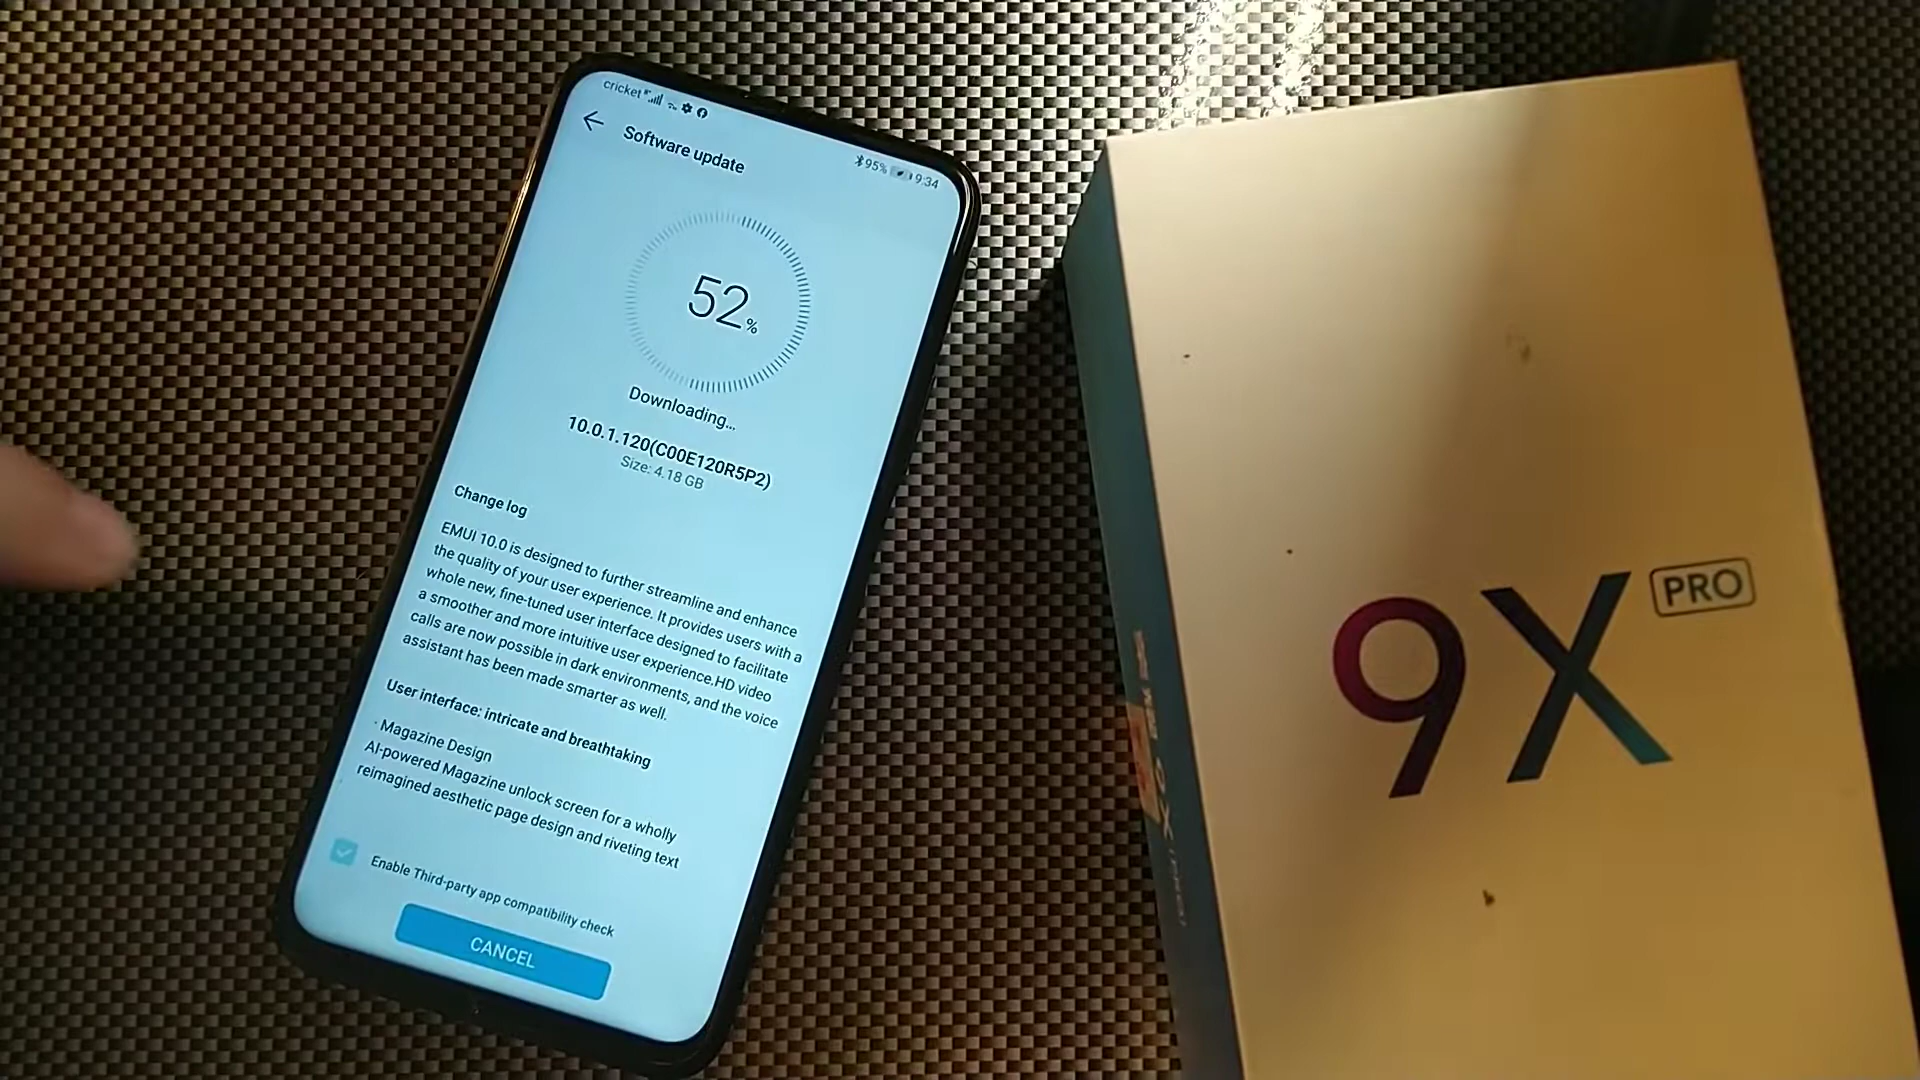 cricket
95% 9:34
Software update
52%
Downloading...
10.0.1.120(C00E120R5P2)
Size: 4.18 GB
Change log
EMUI 10.0 is designed to further streamline and enhance
the quality of your user experience. It provides users with a
whole new, fine-tuned user interface designed to facilitate
a smoother and more intuitive user experience.HD video
calls are now possible in dark environments, and the voice
assistant has been made smarter as well.
User interface: intricate and breathtaking
· Magazine Design
AI-powered Magazine unlock screen for a wholly
reimagined aesthetic page design and riveting text
Enable Third-party app compatibility check
CANCEL
9X PRO